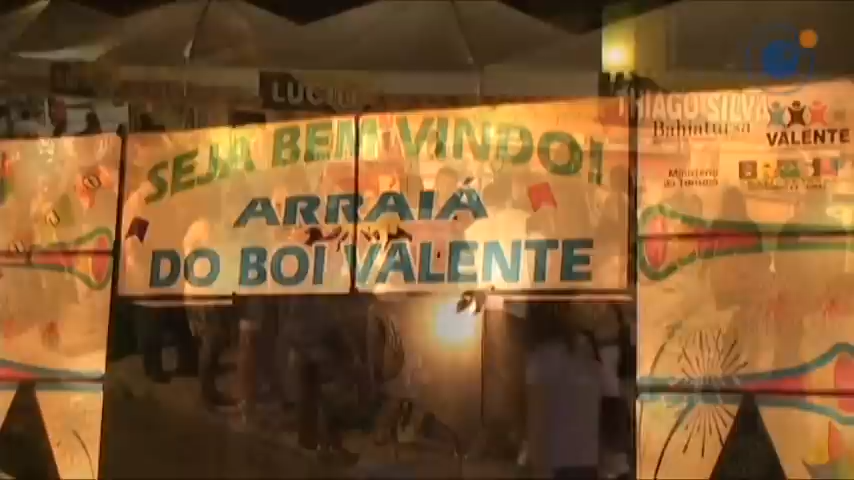 SEJA BEM VINDO!
ARRAIÁ
DO BOI VALENTE
THIAGO SILVA
Bahiatursa
VALENTE
Ministério
do Turismo